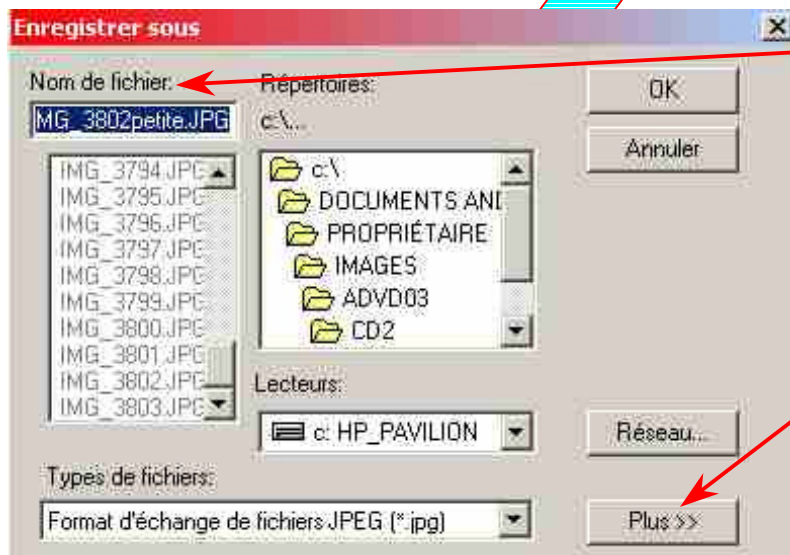 Enregistrer sous
Nom de fichier:
MG_3802petite.JPG
IMG_3794.JPG
IMG_3795.JPG
IMG_3796.JPG
IMG_3797.JPG
IMG_3798.JPG
IMG_3799.JPG
IMG_3800.JPG
IMG_3801.JPG
IMG_3802.JPG
IMG_3803.JPG
Répertoires:
c:\...
c:\
DOCUMENTS AND
PROPRIÉTAIRE
IMAGES
ADVD03
CD2
Lecteurs:
c: HP_PAVILION
Types de fichiers:
Format d'échange de fichiers JPEG (*.jpg)
OK
Annuler
Réseau...
Plus >>